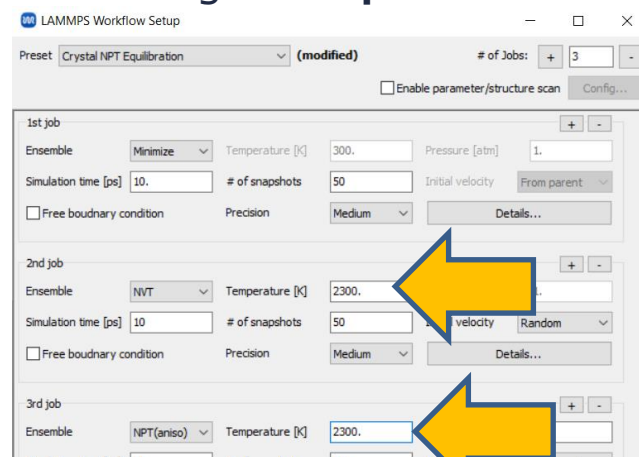 LAMMPS Workflow Setup
Preset Crystal NPT Equilibration (modified) # of Jobs: + 3 -
Enable parameter/structure scan Config...
1st job + -
Ensemble Minimize Temperature [K] 300. Pressure [atm] 1.
Simulation time [ps] 10. # of snapshots 50 Initial velocity From parent
Free boudnary condition Precision Medium Details...
2nd job + -
Ensemble NVT Temperature [K] 2300.
Simulation time [ps] 10 # of snapshots 50 velocity Random
Free boudnary condition Precision Medium Details...
3rd job + -
Ensemble NPT(aniso) Temperature [K] 2300.